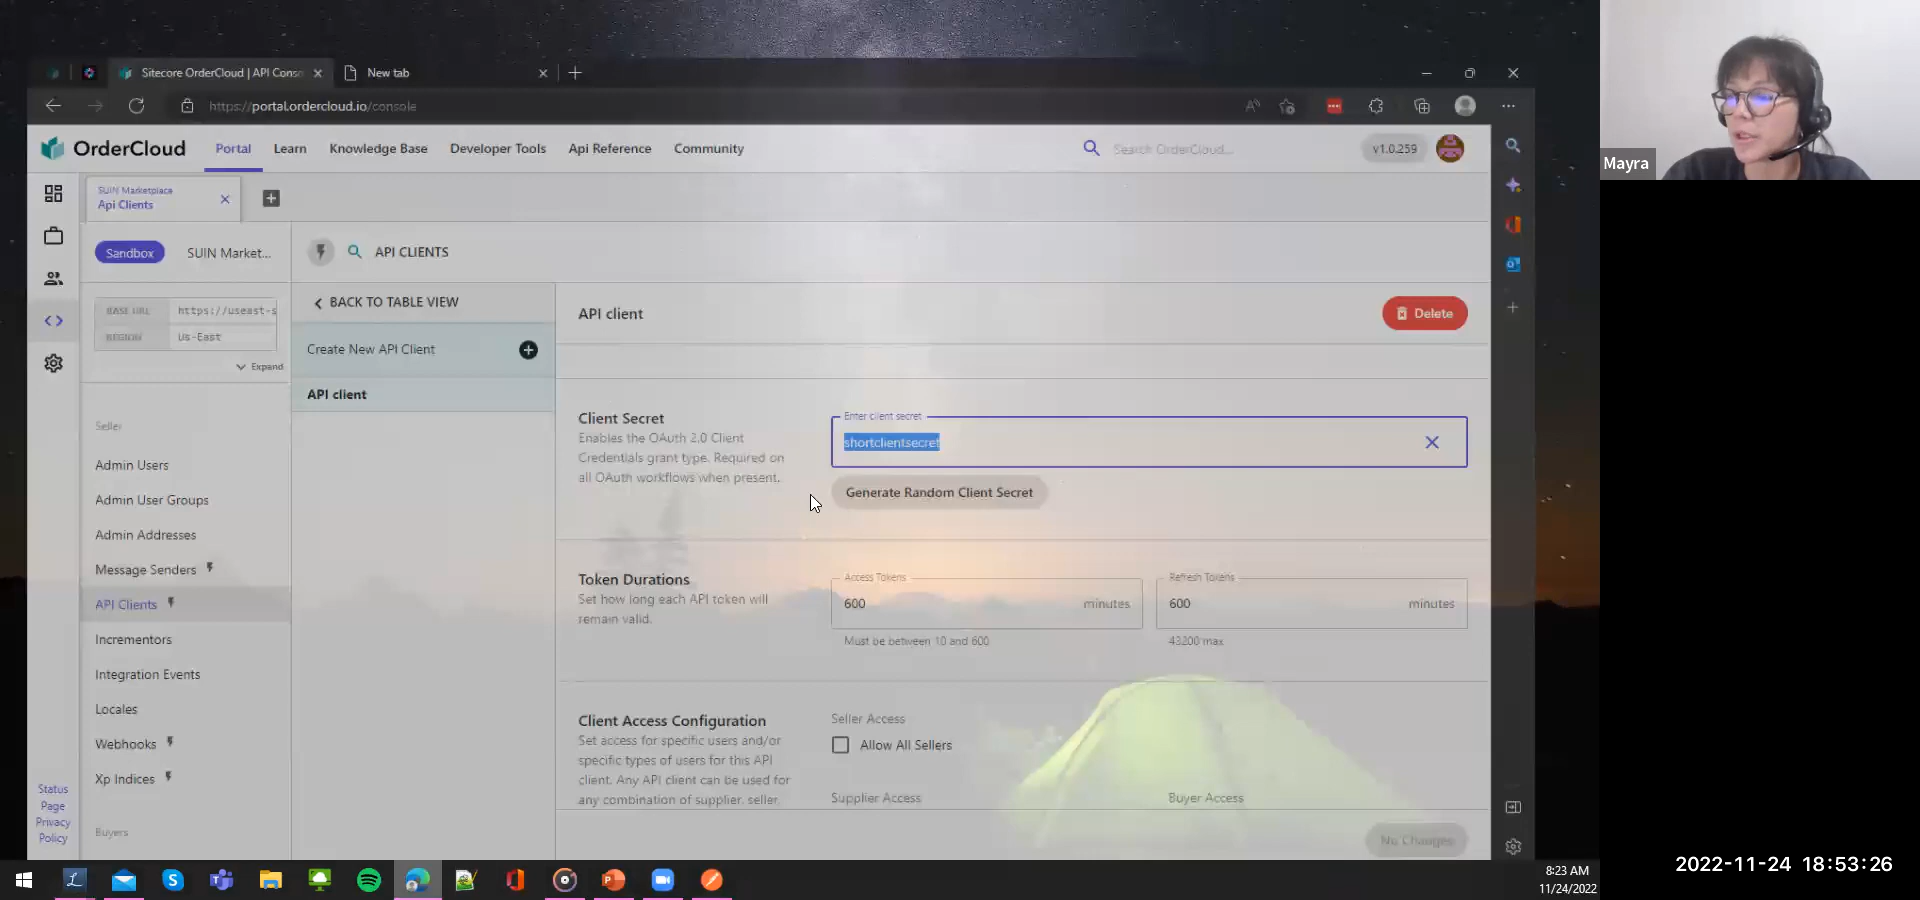 Sitecore OrderCloud | API Conso
New tab
https://portal.ordercloud.io/console
OrderCloud
Portal
Learn
Knowledge Base
Developer Tools
Api Reference
Community
Search OrderCloud...
v1.0.259
Mayra
SUIN Marketplace
Api Clients
Sandbox
SUIN Market...
API CLIENTS
BASE URL
https://useast-s
REGION
Us-East
Expand
BACK TO TABLE VIEW
Create New API Client
API client
API client
Delete
Seller
Admin Users
Admin User Groups
Admin Addresses
Message Senders
API Clients
Incrementors
Integration Events
Locales
Webhooks
Xp Indices
Buyers
Status
Page
Privacy
Policy
Client Secret
Enables the OAuth 2.0 Client
Credentials grant type. Required on
all OAuth workflows when present.
Enter client secret
shortclientsecret
Generate Random Client Secret
Token Durations
Set how long each API token will
remain valid.
Access Tokens
600
minutes
Must be between 10 and 600
Refresh Tokens
600
minutes
43200 max
Client Access Configuration
Set access for specific users and/or
specific types of users for this API
client. Any API client can be used for
any combination of supplier, seller,
Seller Access
Allow All Sellers
Supplier Access
Buyer Access
No Changes
8:23 AM
11/24/2022
2022-11-24 18:53:26